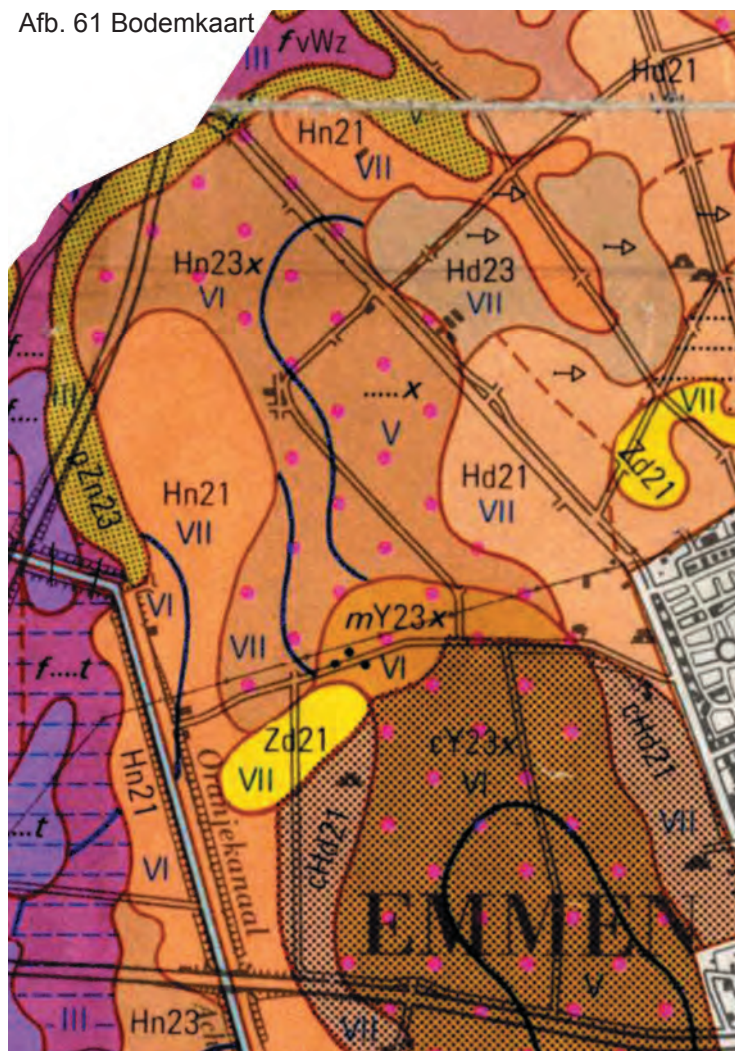 Afb. 61 Bodemkaart
fvWz
III
V
Hd21
VII
Hn21
VII
Hn23x
VI
Hd23
VII
f....
f....
III
gZn23
.....x
V
VII
Zd21
Hn21
VII
Hd21
VII
VI
mY23x
VI
VII
f....t
Zd21
VII
cY23x
VI
cHd21
VII
Hn21
VI
Oranjekanaal
cHd21
...t
EMMEN
V
III
Hn23
VII